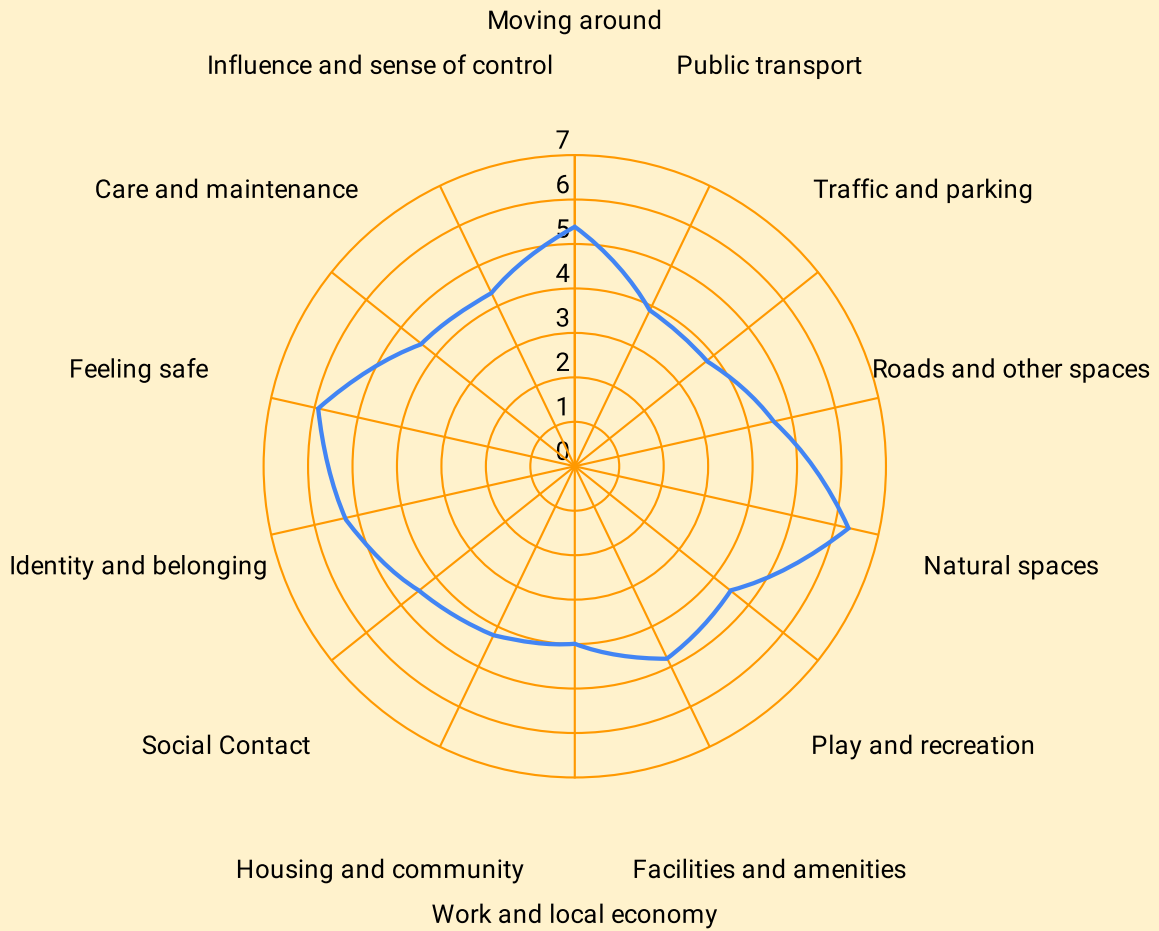 Moving around
Influence and sense of control
Public transport
7
Care and maintenance
6
Traffic and parking
5
4
3
Feeling safe
2
Roads and other spaces
1
0
Identity and belonging
Natural spaces
Social Contact
Play and recreation
Housing and community
Facilities and amenities
Work and local economy